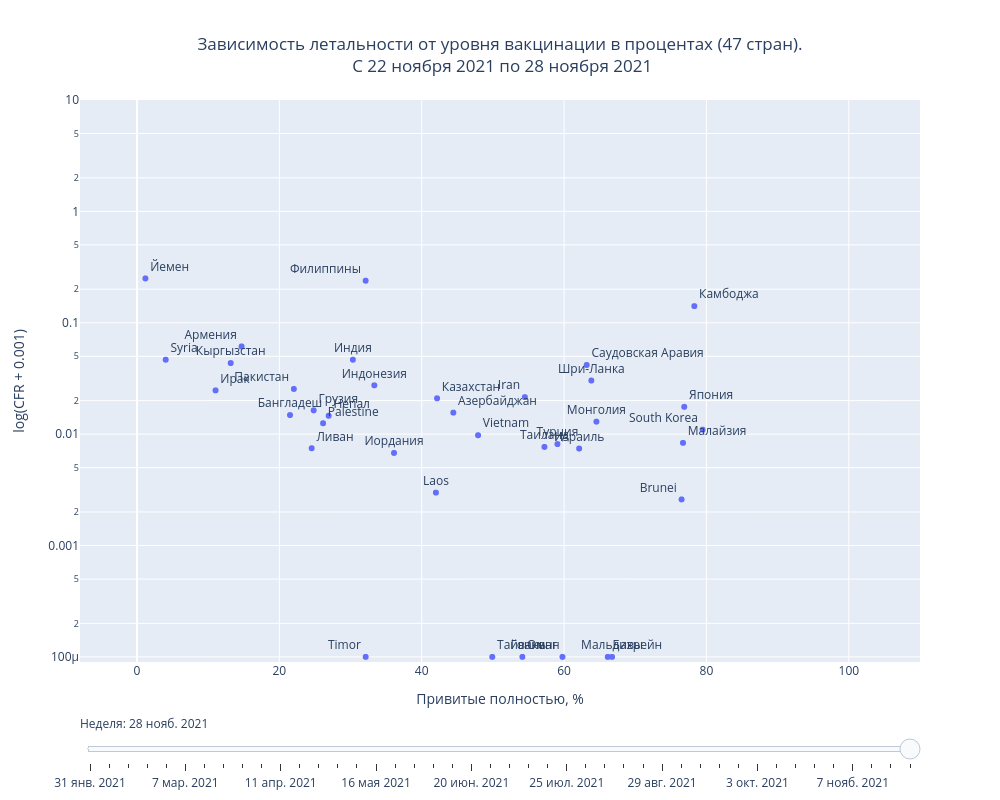 Зависимость летальности от уровня вакцинации в процентах (47 стран).
С 22 ноября 2021 по 28 ноября 2021
10
5
2
1
5
2
0.1
5
2
0.01
5
2
0.001
5
2
100μ
log(CFR + 0.001)
Йемен
Филиппины
Камбоджа
Армения
Syria
Кыргызстан
Индия
Саудовская Аравия
Шри-Ланка
Ирак
Пакистан
Индонезия
Казахстан
Iran
Япония
Бангладеш
Грузия
Непал
Азербайджан
Palestine
Монголия
South Korea
Vietnam
Малайзия
Турция
Ливан
Иордания
Laos
Brunei
Timor
0
20
40
60
80
100
Привитые полностью, %
Неделя: 28 нояб. 2021
31 янв. 2021
7 мар. 2021
11 апр. 2021
16 мая 2021
20 июн. 2021
25 июл. 2021
29 авг. 2021
3 окт. 2021
7 нояб. 2021